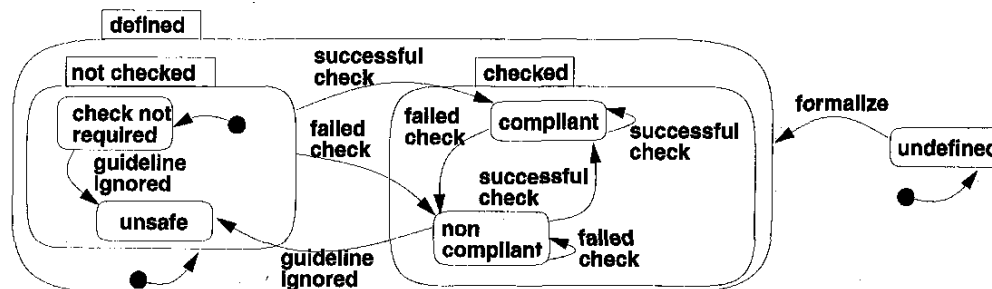 defined
not checked
check not
required
guideline
ignored
unsafe
successful
check
failed
check
guideline
ignored
checked
compliant
failed
check
successful
check
successful
check
non
compliant
failed
check
formalize
undefined